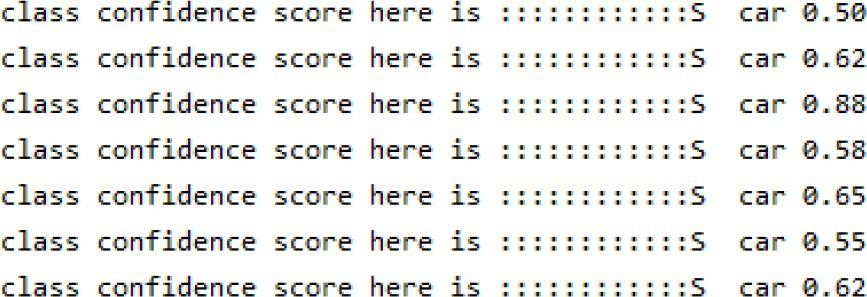 class confidence score here is ::::::::::::S  car 0.50
class confidence score here is ::::::::::::S  car 0.62
class confidence score here is ::::::::::::S  car 0.88
class confidence score here is ::::::::::::S  car 0.58
class confidence score here is ::::::::::::S  car 0.65
class confidence score here is ::::::::::::S  car 0.55
class confidence score here is ::::::::::::S  car 0.62